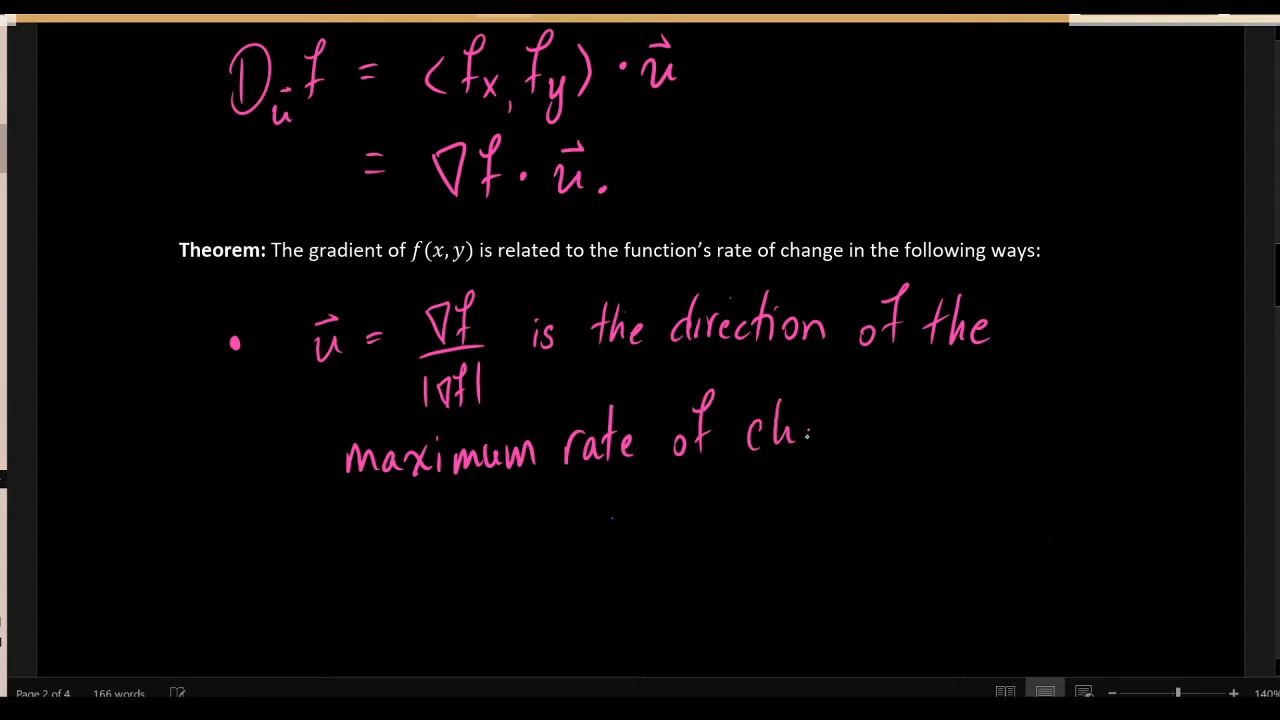 D_u⃗ f = ⟨f_x, f_y⟩ · u⃗
= ∇f · u⃗.
Theorem: The gradient of f(x, y) is related to the function’s rate of change in the following ways:
• u⃗ = ∇f / |∇f| is the direction of the
maximum rate of ch
Page 2 of 4 166 words 140%